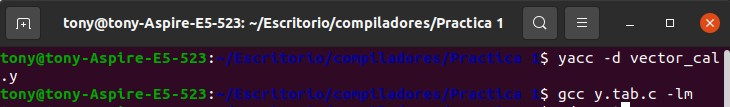 tony@tony-Aspire-E5-523: ~/Escritorio/compiladores/Practica 1
tony@tony-Aspire-E5-523:~/Escritorio/compiladores/Practica 1$ yacc -d vector_cal
.y
tony@tony-Aspire-E5-523:~/Escritorio/compiladores/Practica 1$ gcc y.tab.c -lm